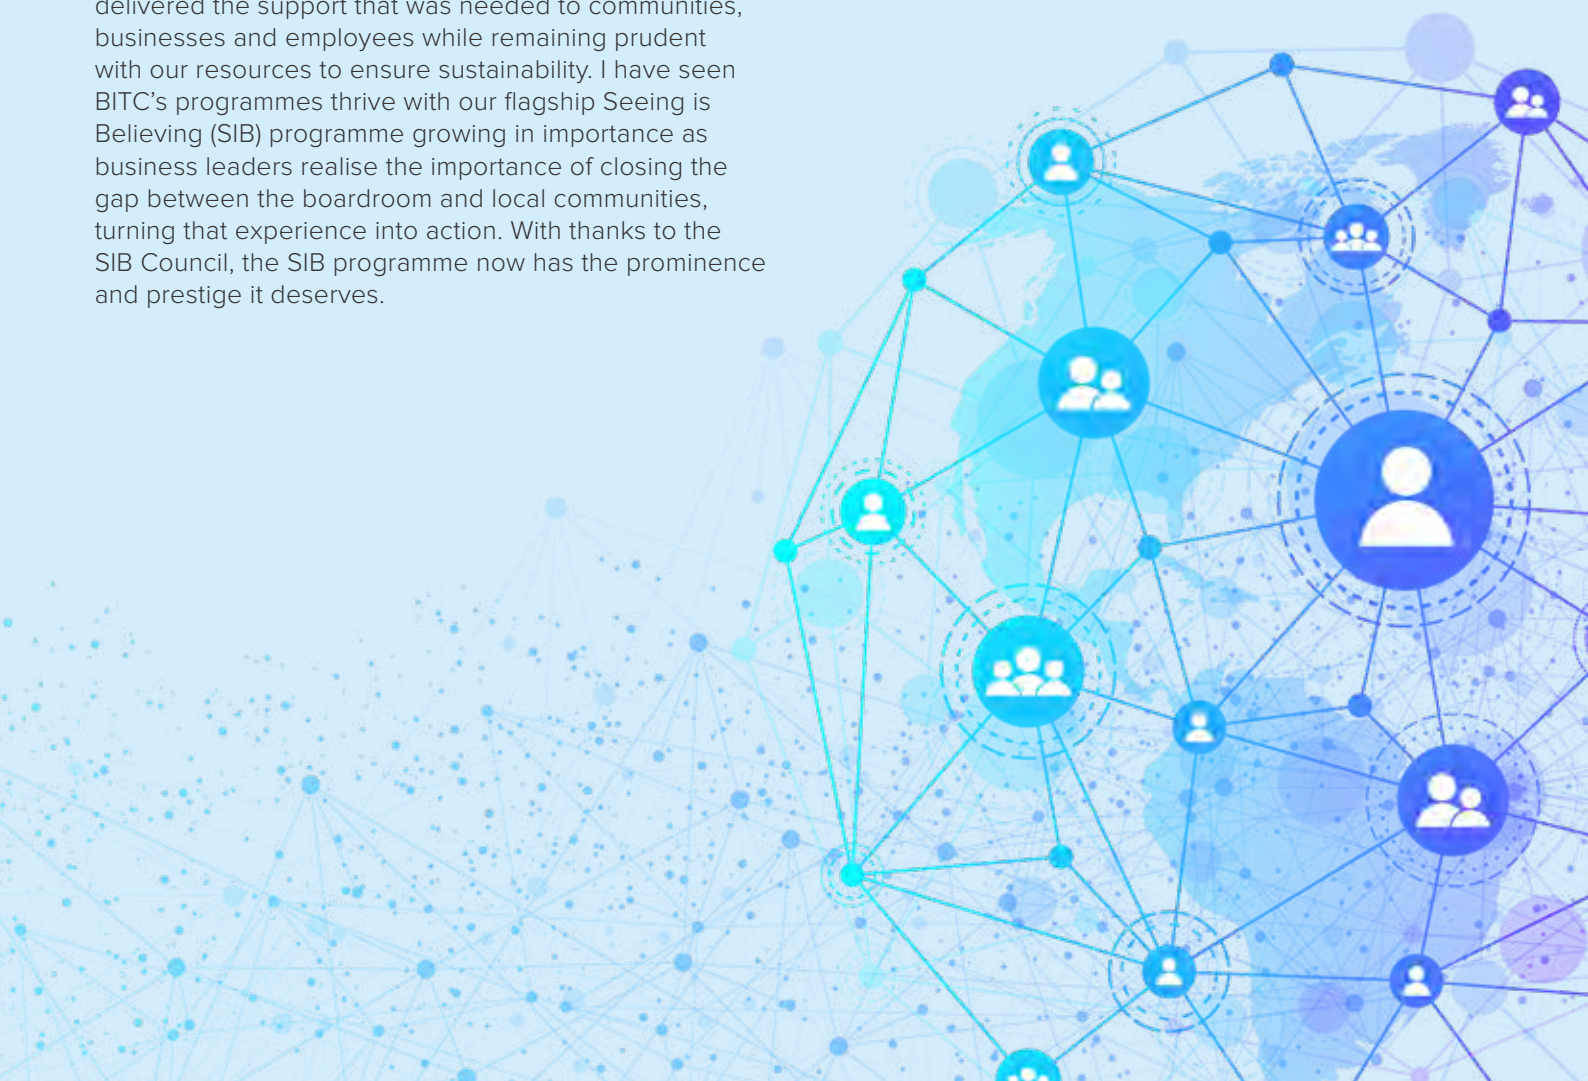 delivered the support that was needed to communities,
businesses and employees while remaining prudent
with our resources to ensure sustainability. I have seen
BITC’s programmes thrive with our flagship Seeing is
Believing (SIB) programme growing in importance as
business leaders realise the importance of closing the
gap between the boardroom and local communities,
turning that experience into action. With thanks to the
SIB Council, the SIB programme now has the prominence
and prestige it deserves.